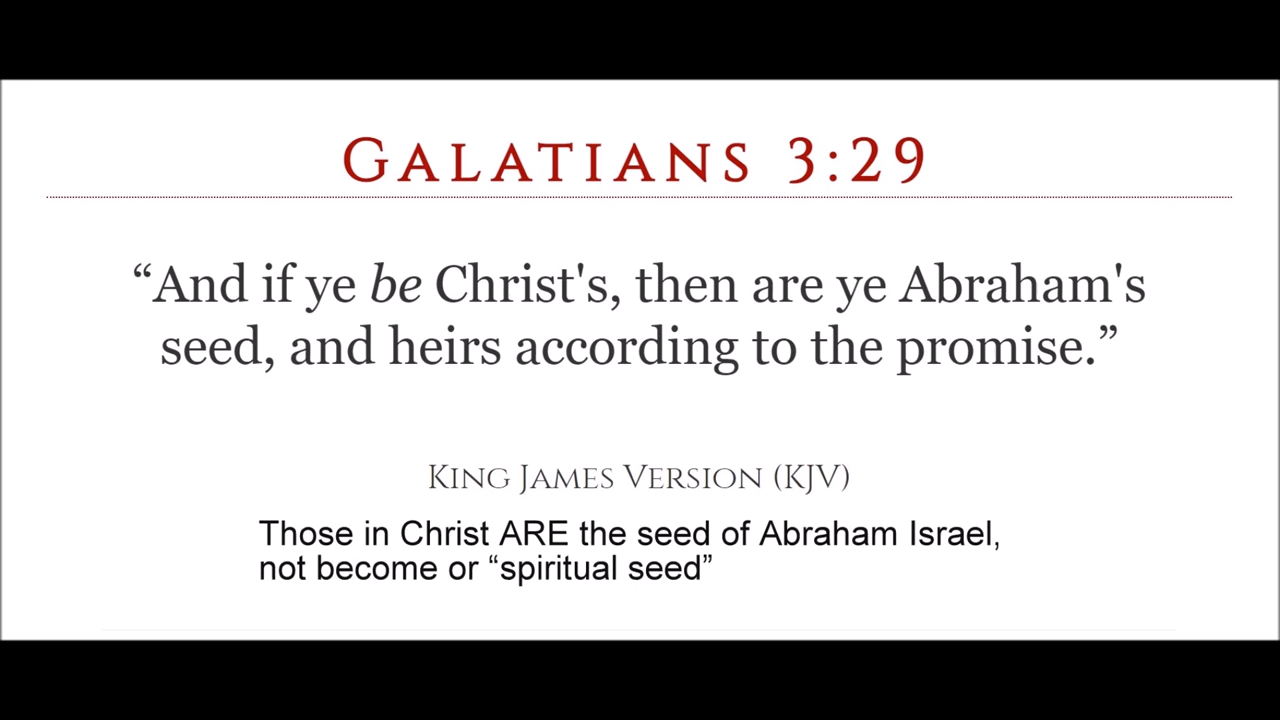 GALATIANS 3:29
“And if ye be Christ's, then are ye Abraham's
seed, and heirs according to the promise.”
KING JAMES VERSION (KJV)
Those in Christ ARE the seed of Abraham Israel,
not become or “spiritual seed”